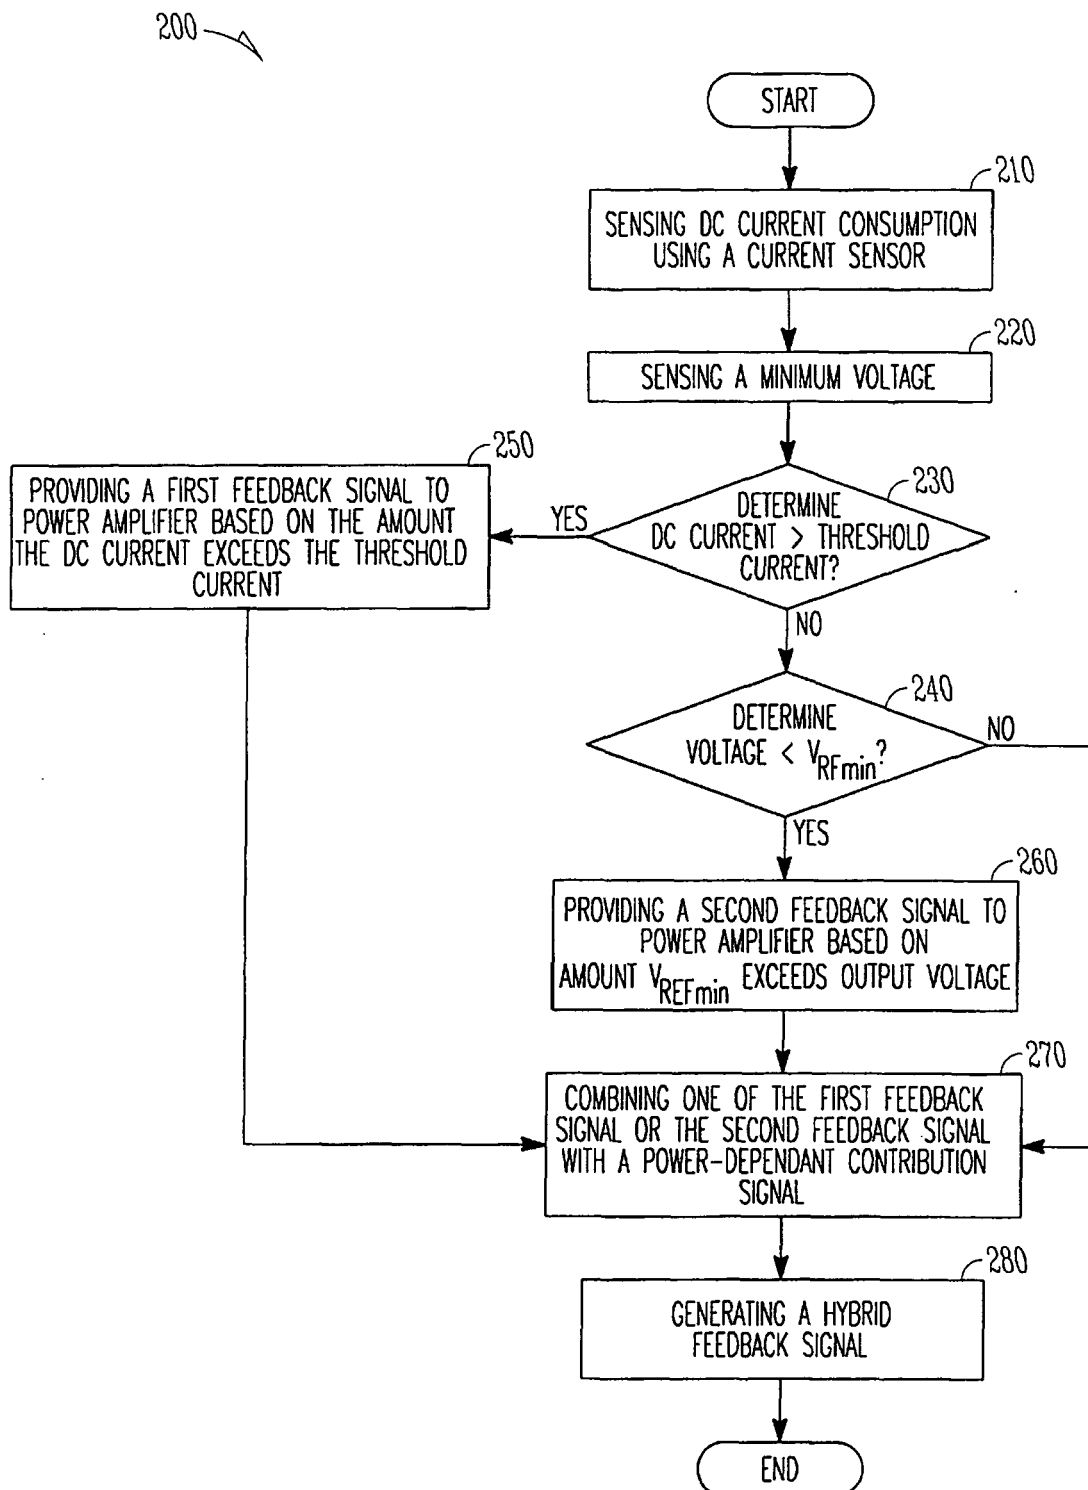 200
START
210
SENSING DC CURRENT CONSUMPTION
USING A CURRENT SENSOR
220
SENSING A MINIMUM VOLTAGE
230
DETERMINE
DC CURRENT > THRESHOLD
CURRENT?
YES
NO
250
PROVIDING A FIRST FEEDBACK SIGNAL TO
POWER AMPLIFIER BASED ON THE AMOUNT
THE DC CURRENT EXCEEDS THE THRESHOLD
CURRENT
240
DETERMINE
VOLTAGE < VRFmin?
NO
YES
260
PROVIDING A SECOND FEEDBACK SIGNAL TO
POWER AMPLIFIER BASED ON
AMOUNT VREFmin EXCEEDS OUTPUT VOLTAGE
270
COMBINING ONE OF THE FIRST FEEDBACK
SIGNAL OR THE SECOND FEEDBACK SIGNAL
WITH A POWER-DEPENDANT CONTRIBUTION
SIGNAL
280
GENERATING A HYBRID
FEEDBACK SIGNAL
END